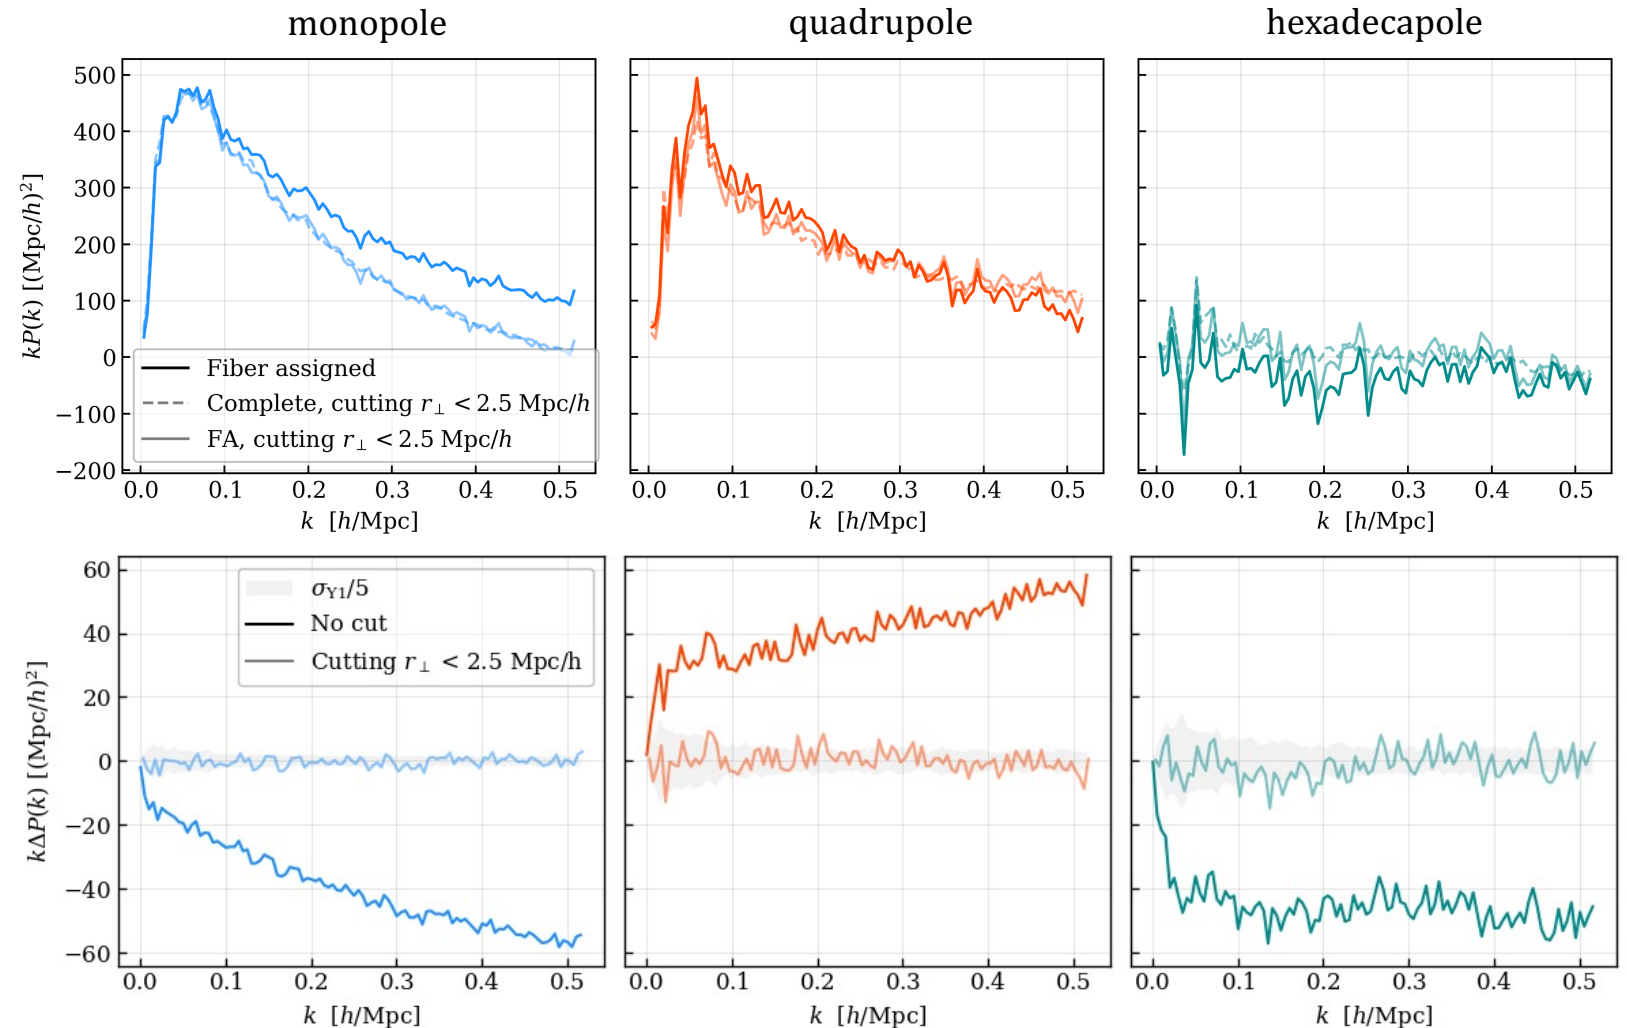 monopole quadrupole hexadecapole
500
400
300
200
100
0
−100
−200
kP(k) [(Mpc/h)²]
Fiber assigned
Complete, cutting r⊥ < 2.5 Mpc/h
FA, cutting r⊥ < 2.5 Mpc/h
0.0 0.1 0.2 0.3 0.4 0.5 0.0 0.1 0.2 0.3 0.4 0.5 0.0 0.1 0.2 0.3 0.4 0.5
k [h/Mpc] k [h/Mpc] k [h/Mpc]
60
40
20
0
−20
−40
−60
kΔP(k) [(Mpc/h)²]
σY1/5
No cut
Cutting r⊥ < 2.5 Mpc/h
0.0 0.1 0.2 0.3 0.4 0.5 0.0 0.1 0.2 0.3 0.4 0.5 0.0 0.1 0.2 0.3 0.4 0.5
k [h/Mpc] k [h/Mpc] k [h/Mpc]